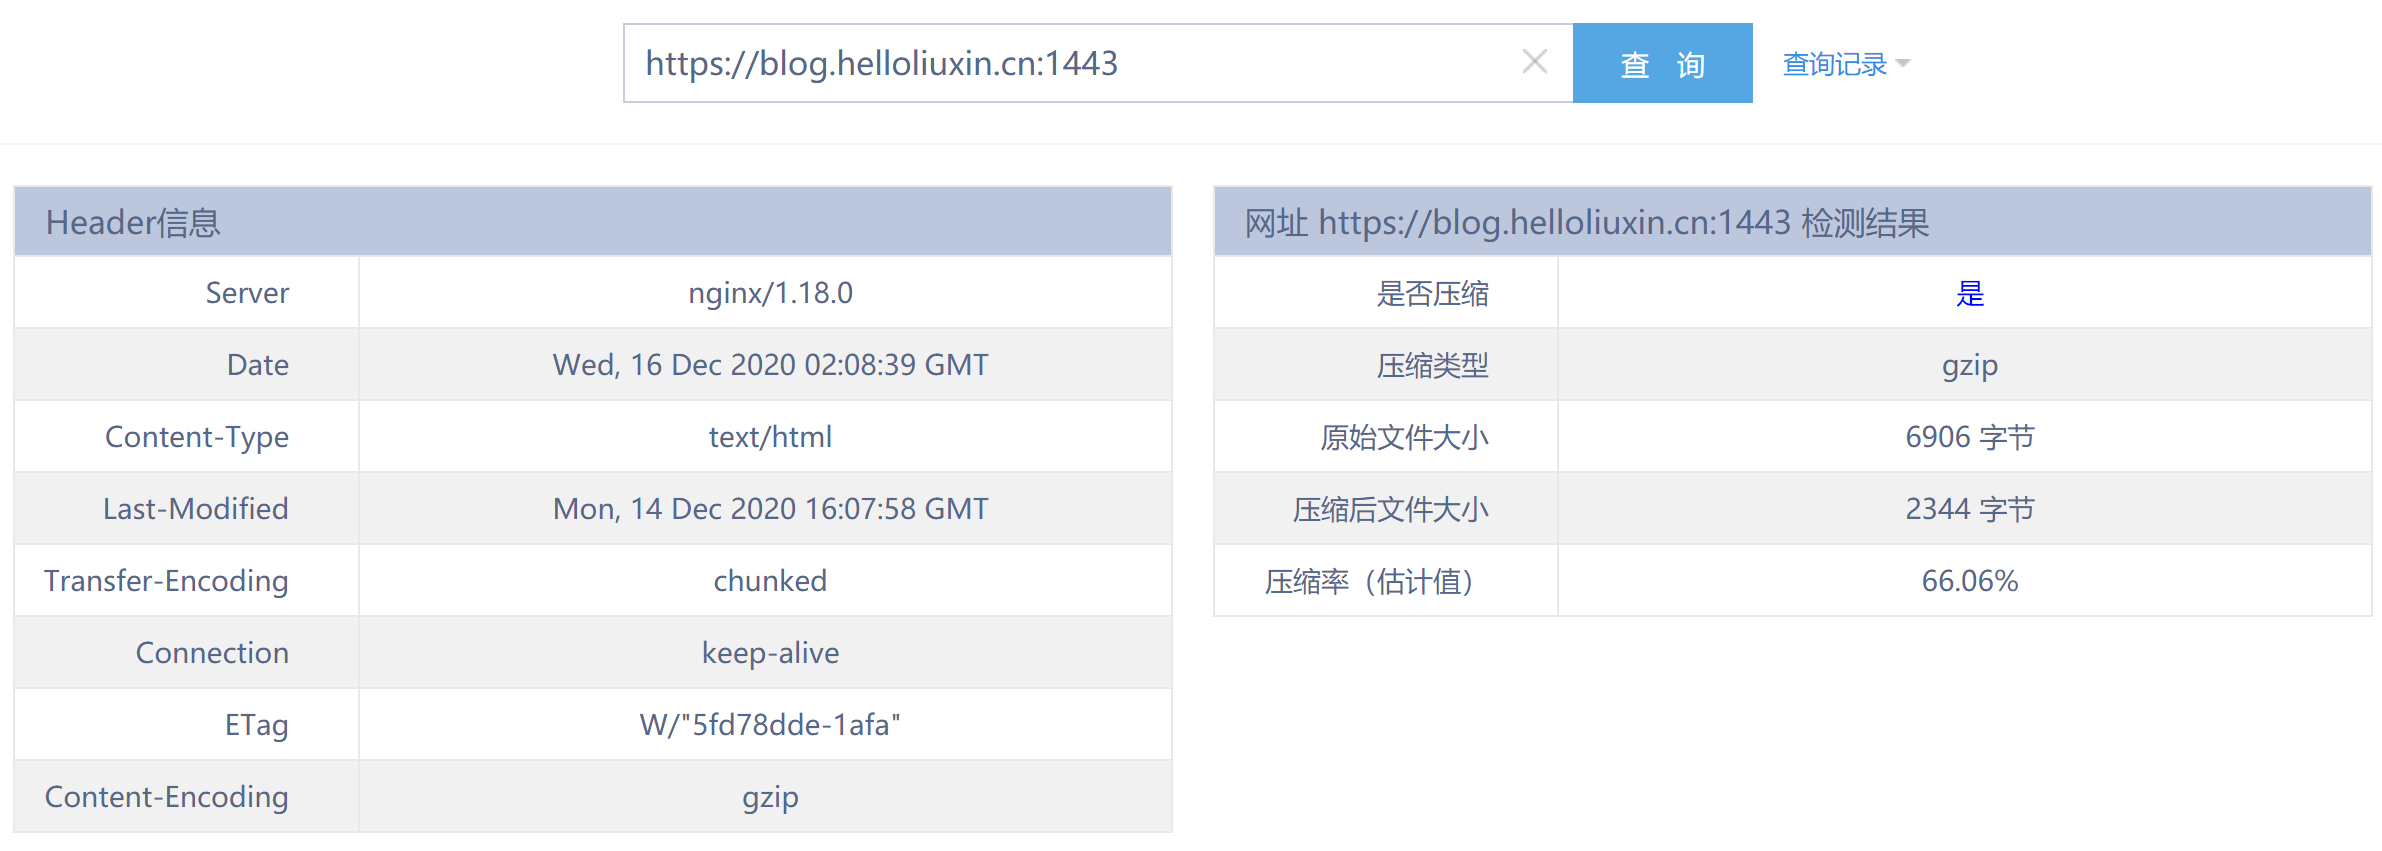 https://blog.helloliuxin.cn:1443
查 询
查询记录
Header信息
Server nginx/1.18.0
Date Wed, 16 Dec 2020 02:08:39 GMT
Content-Type text/html
Last-Modified Mon, 14 Dec 2020 16:07:58 GMT
Transfer-Encoding chunked
Connection keep-alive
ETag W/"5fd78dde-1afa"
Content-Encoding gzip
网址 https://blog.helloliuxin.cn:1443 检测结果
是否压缩 是
压缩类型 gzip
原始文件大小 6906 字节
压缩后文件大小 2344 字节
压缩率（估计值） 66.06%